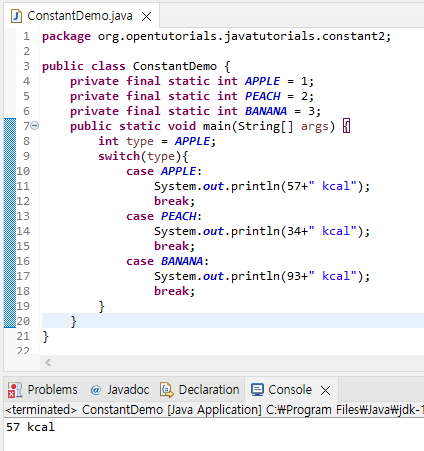 ConstantDemo.java
1 package org.opentutorials.javatutorials.constant2;
2
3 public class ConstantDemo {
4     private final static int APPLE = 1;
5     private final static int PEACH = 2;
6     private final static int BANANA = 3;
7     public static void main(String[] args) {
8         int type = APPLE;
9         switch(type){
10             case APPLE:
11                 System.out.println(57+" kcal");
12                 break;
13             case PEACH:
14                 System.out.println(34+" kcal");
15                 break;
16             case BANANA:
17                 System.out.println(93+" kcal");
18                 break;
19         }
20     }
21 }
22
Problems @ Javadoc Declaration Console
<terminated> ConstantDemo [Java Application] C:₩Program Files₩Java₩jdk-1
57 kcal